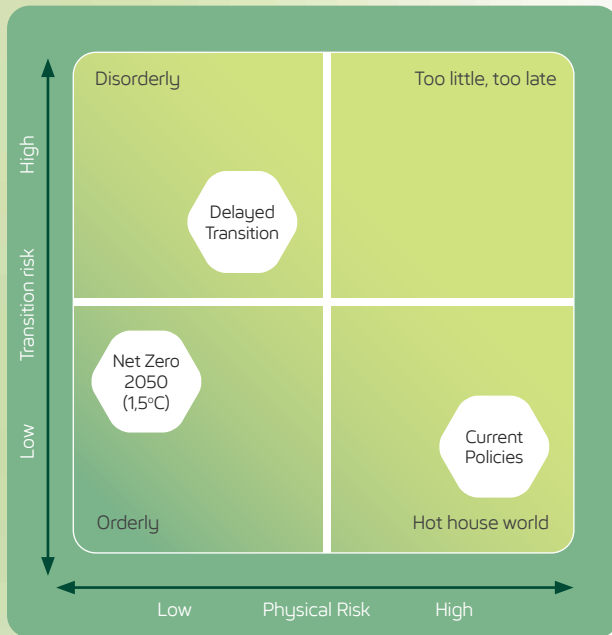 Disorderly
Too little, too late
High
Delayed
Transition
Transition risk
Net Zero
2050
(1,5°C)
Low
Current
Policies
Orderly
Hot house world
Low
Physical Risk
High